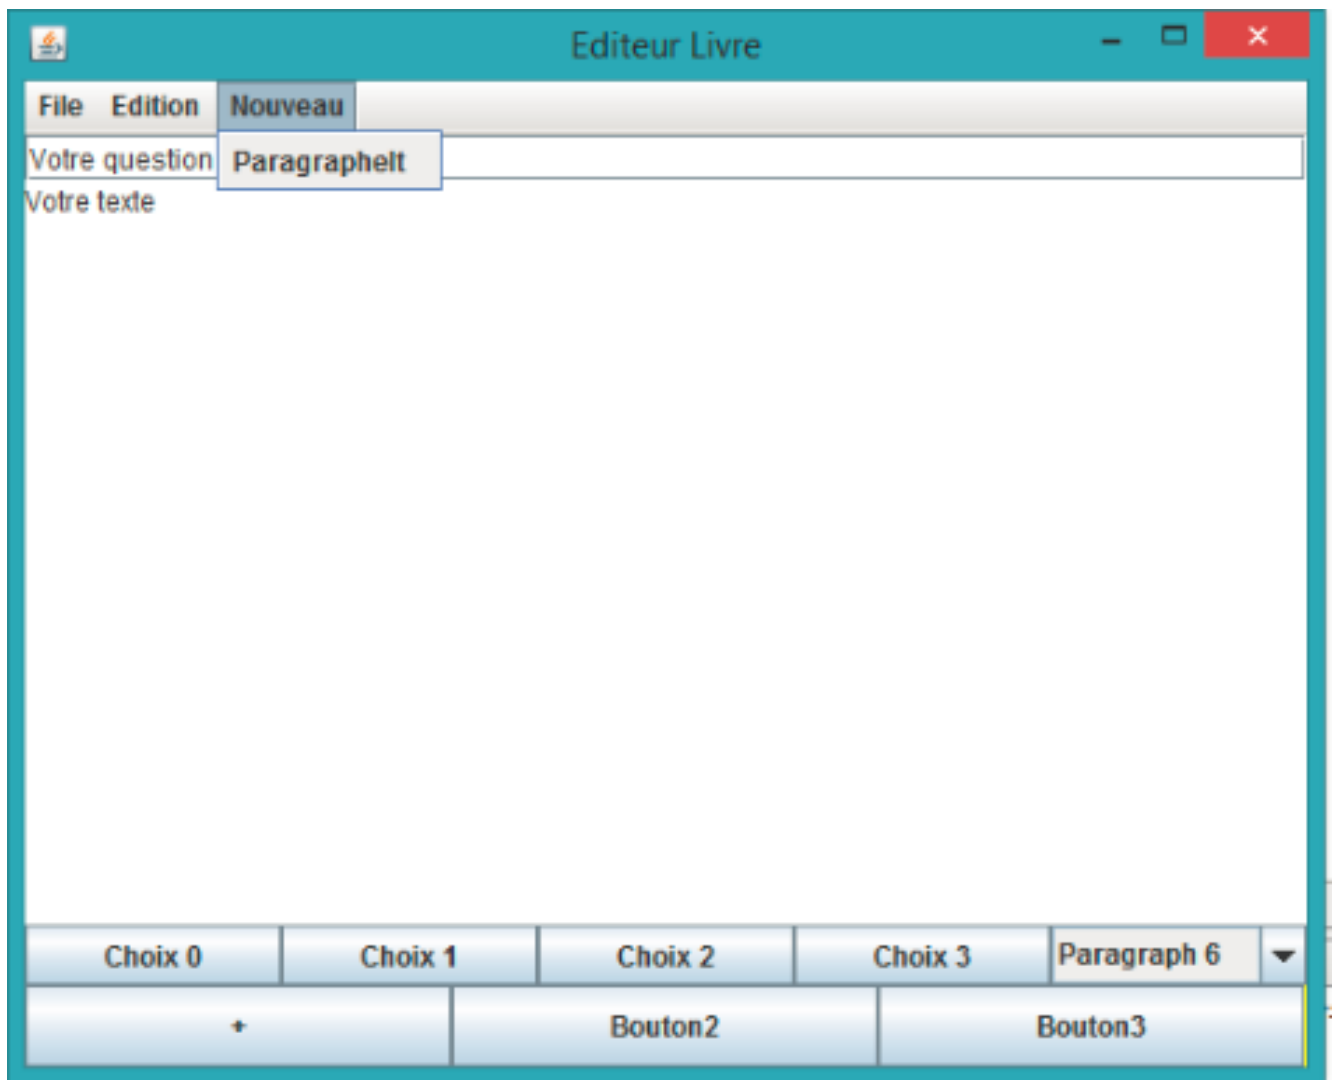 Editeur Livre
File Edition Nouveau
Votre question Paragraphelt
Votre texte
Choix 0 Choix 1 Choix 2 Choix 3 Paragraph 6
+ Bouton2 Bouton3